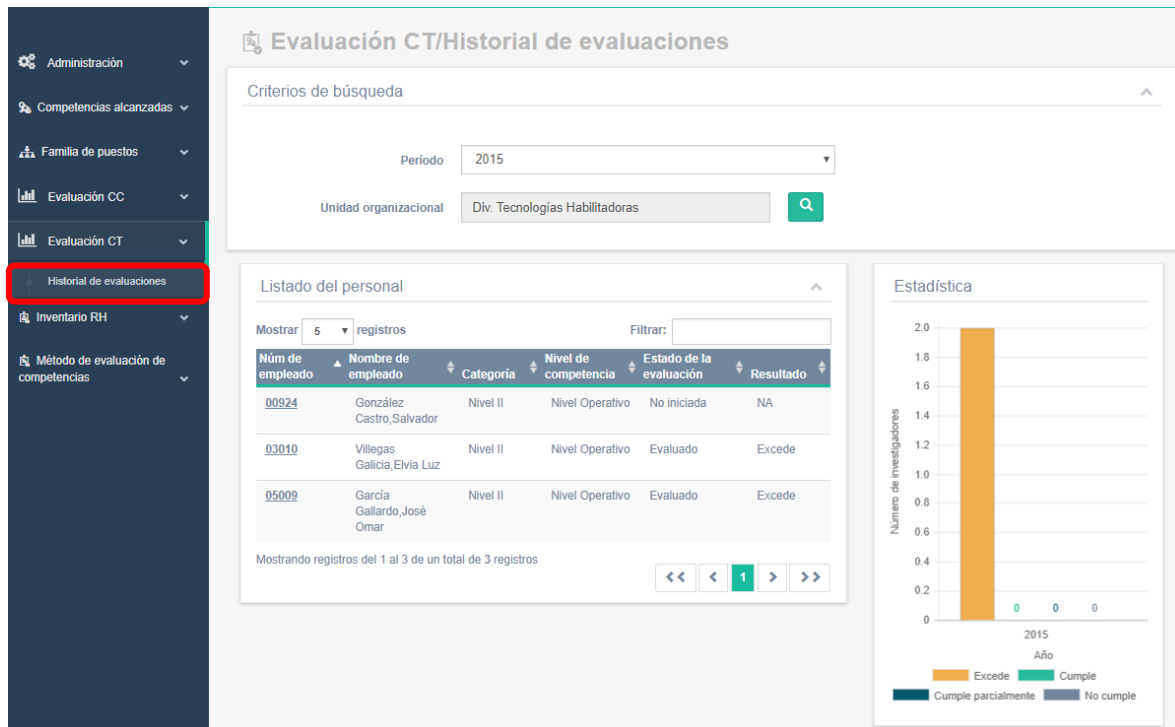 Evaluación CT/Historial de evaluaciones
Administración
Competencias alcanzadas
Familia de puestos
Evaluación CC
Evaluación CT
Historial de evaluaciones
Inventario RH
Método de evaluación de
competencias
Criterios de búsqueda
Período 2015
Unidad organizacional Div. Tecnologías Habilitadoras
Listado del personal
Mostrar 5 registros Filtrar:
Núm de empleado Nombre de empleado Categoría Nivel de competencia Estado de la evaluación Resultado
00924 González Nivel II Nivel Operativo No iniciada NA
Castro,Salvador
03010 Villegas Nivel II Nivel Operativo Evaluado Excede
Galicia,Elvia Luz
05009 García Nivel II Nivel Operativo Evaluado Excede
Gallardo,José
Omar
Mostrando registros del 1 al 3 de un total de 3 registros
<< < 1 > >>
Estadística
Número de investigadores
2.0
1.8
1.6
1.4
1.2
1.0
0.8
0.6
0.4
0.2
0
0 0 0
2015
Año
Excede Cumple
Cumple parcialmente No cumple